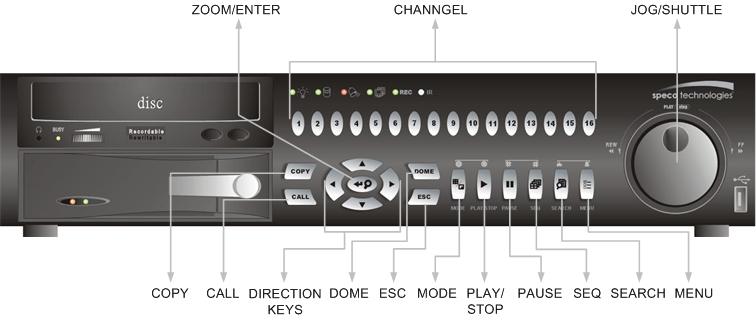 ZOOM/ENTER
CHANNGEL
JOG/SHUTTLE
disc
BUSY
Recordable
Rewritable
REC
IR
1 2 3 4 5 6 7 8 9 10 11 12 13 14 15 16
speco technologies
REW
FF
COPY
CALL
DOME
ESC
MODE
PLAY/STOP
PAUSE
SEQ
SEARCH
MENU
COPY
CALL
DIRECTION
KEYS
DOME
ESC
MODE
PLAY/
STOP
PAUSE
SEQ
SEARCH
MENU